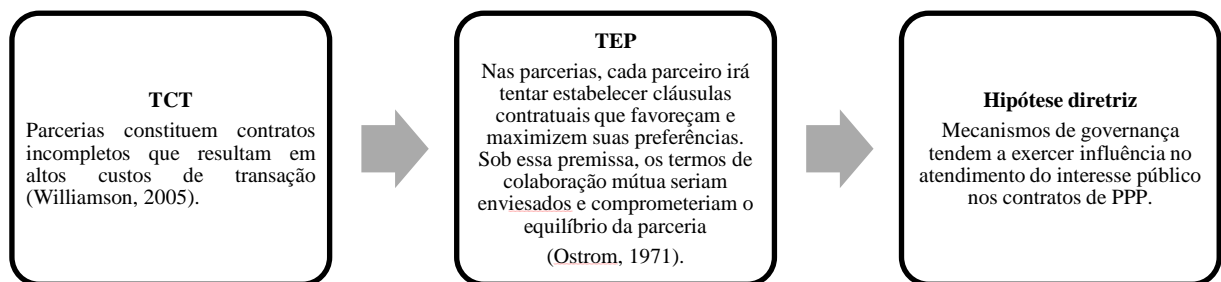 TCT
Parcerias constituem contratos
incompletos que resultam em
altos custos de transação
(Williamson, 2005).
TEP
Nas parcerias, cada parceiro irá
tentar estabelecer cláusulas
contratuais que favoreçam e
maximizem suas preferências.
Sob essa premissa, os termos de
colaboração mútua seriam
enviesados e comprometeriam o
equilíbrio da parceria
(Ostrom, 1971).
Hipótese diretriz
Mecanismos de governança
tendem a exercer influência no
atendimento do interesse público
nos contratos de PPP.